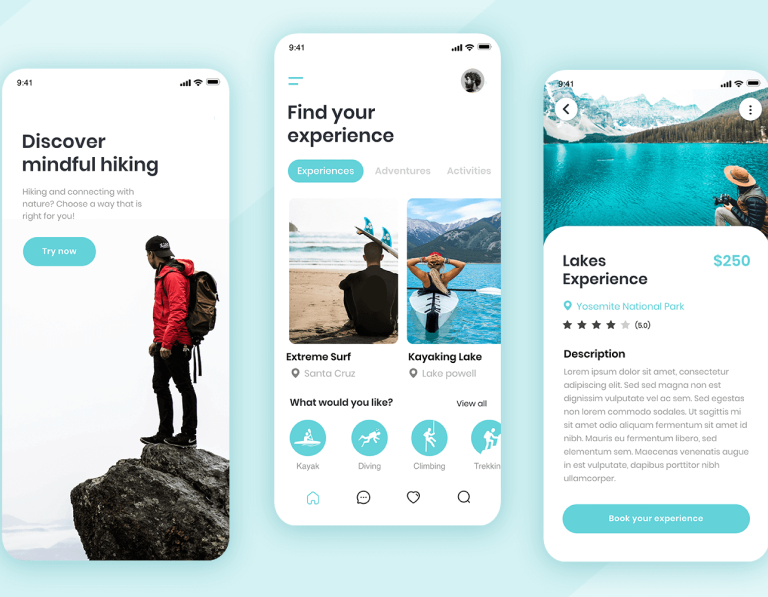 9:41
Discover
mindful hiking
Hiking and connecting with
nature? Choose a way that is
right for you!
Try now
9:41
Find your
experience
Experiences Adventures Activities
Extreme Surf
Santa Cruz
Kayaking Lake
Lake powell
What would you like? View all
Kayak Diving Climbing Trekkin
9:41
Lakes
Experience
$250
Yosemite National Park
(5.0)
Description
Lorem ipsum dolor sit amet, consectetur
adipiscing elit. Sed sed magna non est
dignissim vulputate vel ac sem. Sed egestas
non lorem commodo sodales. Ut sagittis mi
sit amet odio aliquam fermentum sit amet id
nibh. Mauris eu fermentum libero, sed
elementum sem. Maecenas venenatis augue
in est vulputate, dapibus porttitor nibh
ullamcorper.
Book your experience